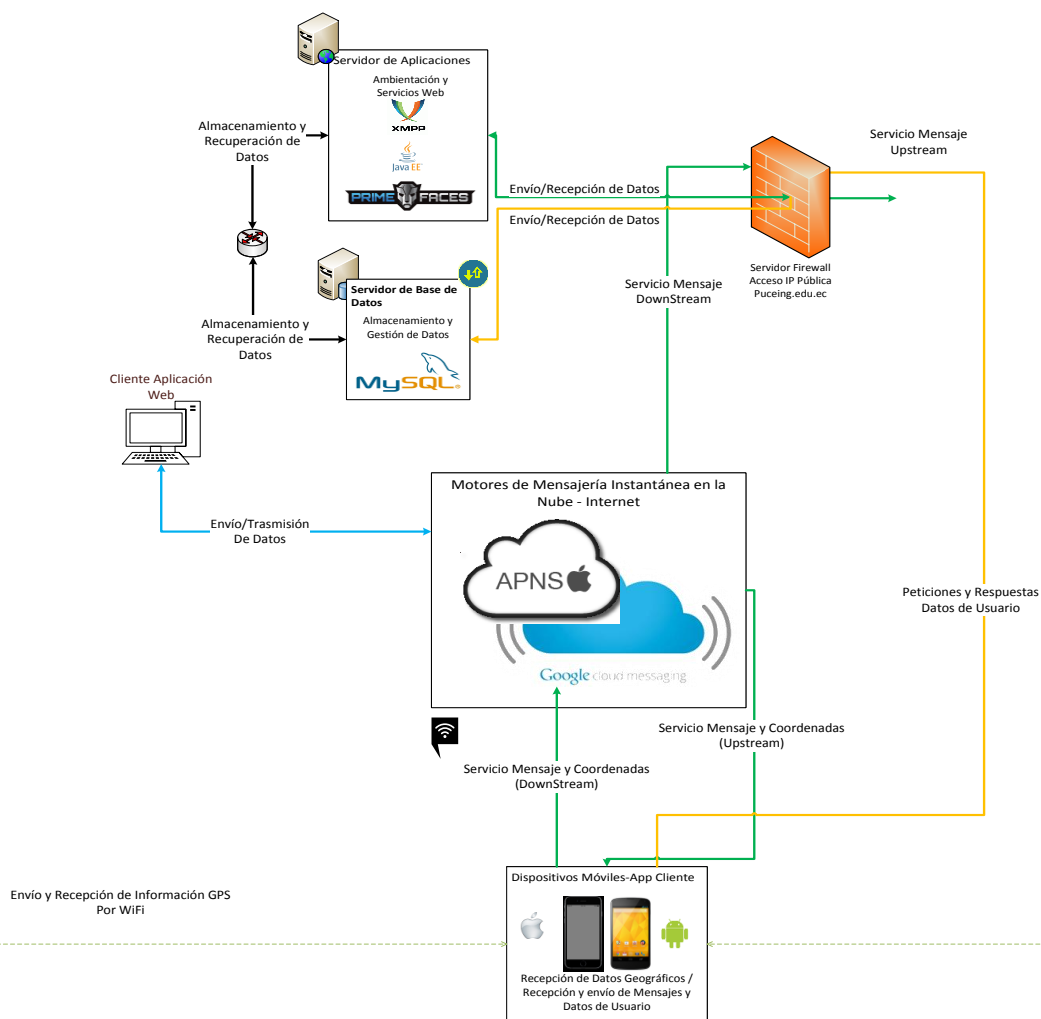 Servidor de Aplicaciones
Ambientación y
Servicios Web
XMPP
Java EE
PRIME FACES
Almacenamiento y
Recuperación de
Datos
Servicio Mensaje
Upstream
Envío/Recepción de Datos
Envío/Recepción de Datos
Servidor Firewall
Acceso IP Pública
Puceing.edu.ec
Servicio Mensaje
DownStream
Servidor de Base de
Datos
Almacenamiento y
Gestión de Datos
MySQL
Almacenamiento y
Recuperación de
Datos
Cliente Aplicación
Web
Envío/Trasmisión
De Datos
Motores de Mensajería Instantánea en la
Nube - Internet
APNS
Google cloud messaging
Peticiones y Respuestas
Datos de Usuario
Servicio Mensaje y Coordenadas
(Upstream)
Servicio Mensaje y Coordenadas
(DownStream)
Dispositivos Móviles-App Cliente
Envío y Recepción de Información GPS
Por WiFi
Recepción de Datos Geográficos /
Recepción y envío de Mensajes y
Datos de Usuario